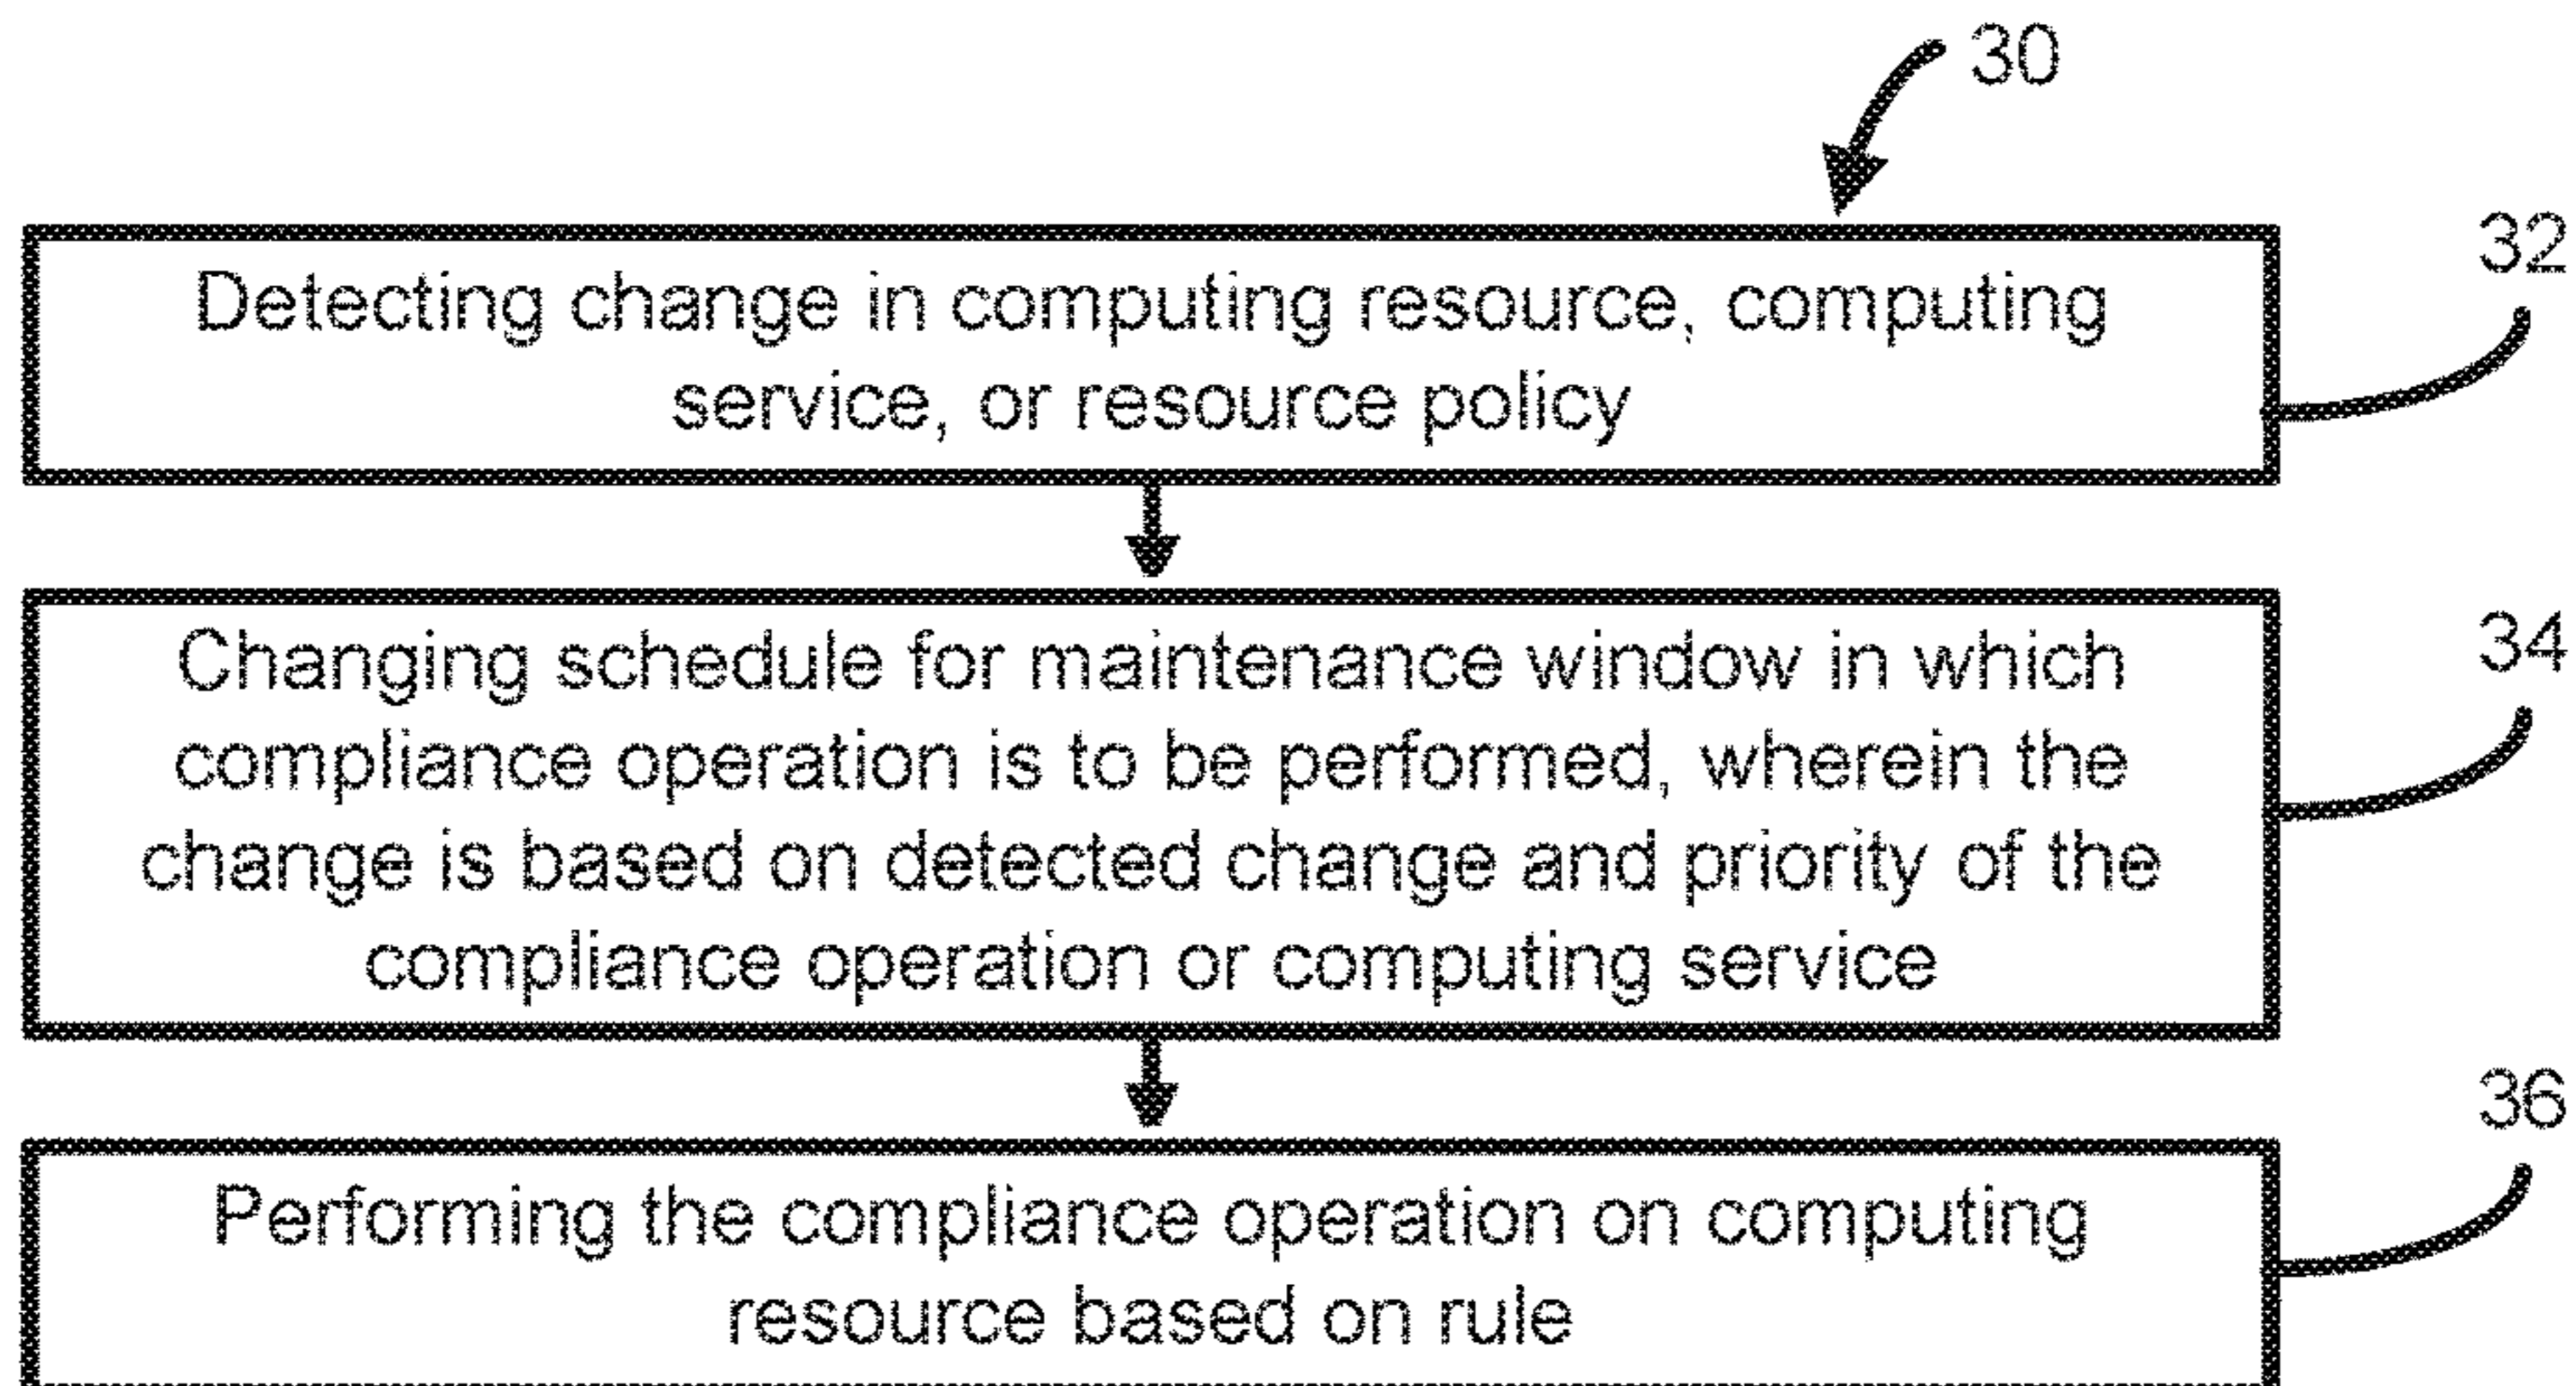 30
Detecting change in computing resource, computing
service, or resource policy
32
Changing schedule for maintenance window in which
compliance operation is to be performed, wherein the
change is based on detected change and priority of the
compliance operation or computing service
34
Performing the compliance operation on computing
resource based on rule
36